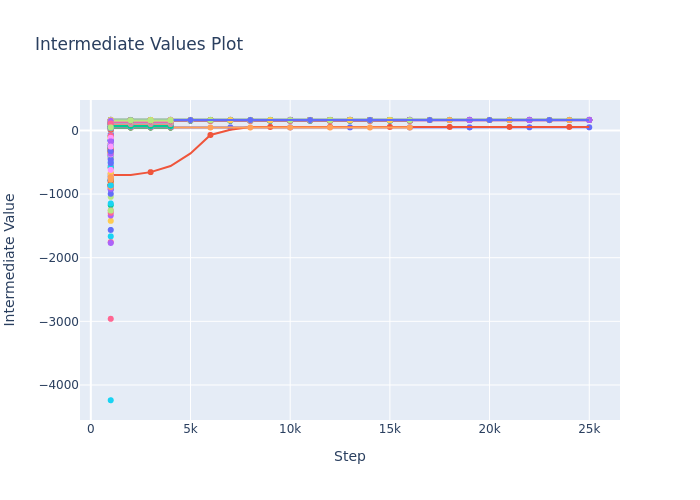 Intermediate Values Plot
0
−1000
−2000
−3000
−4000
Intermediate Value
0
5k
10k
15k
20k
25k
Step